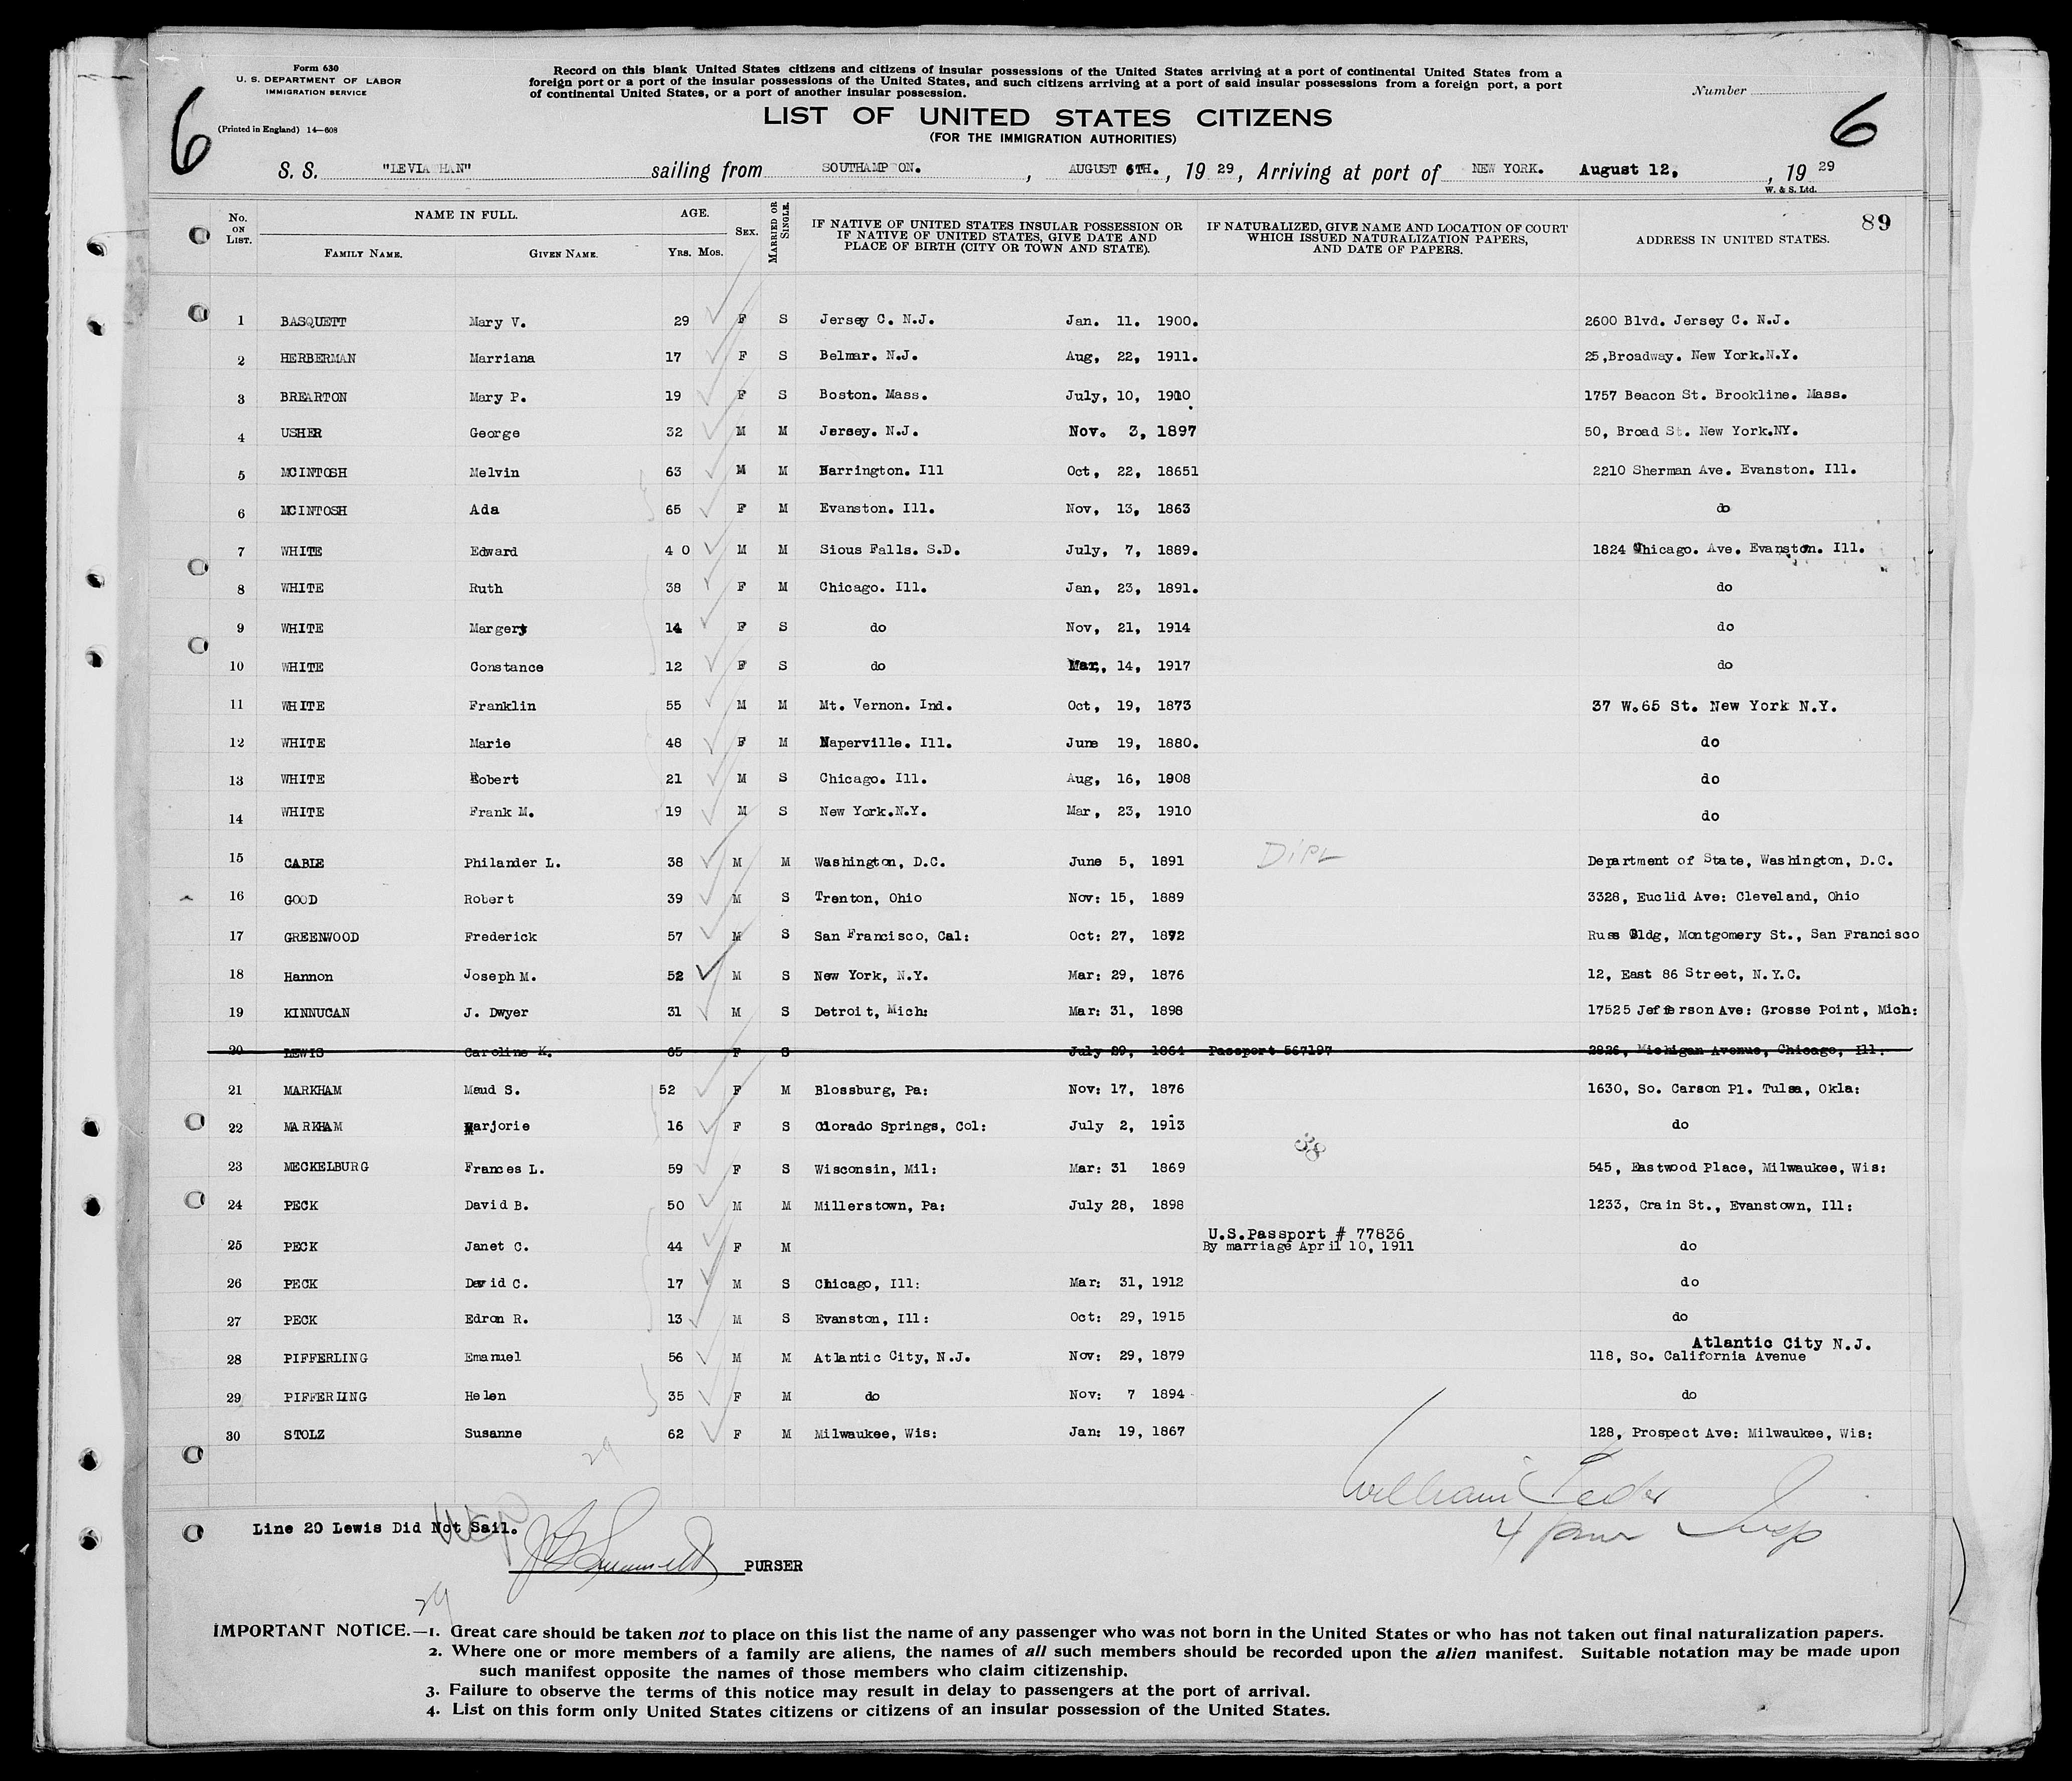 Form 630
U. S. DEPARTMENT OF LABOR
IMMIGRATION SERVICE
(Printed in England) 14—608
6
Record on this blank United States citizens and citizens of insular possessions of the United States arriving at a port of continental United States from a
foreign port or a port of the insular possessions of the United States, and such citizens arriving at a port of said insular possessions from a foreign port, a port
of continental United States, or a port of another insular possession.
Number
6
LIST OF UNITED STATES CITIZENS
(FOR THE IMMIGRATION AUTHORITIES)
S. S. "LEVIATHAN" sailing from SOUTHAMPTON. , AUGUST 6TH. , 19 29, Arriving at port of NEW YORK. August 12, , 19 29
W. & S. Ltd.
89
No. ON LIST. NAME IN FULL. FAMILY NAME. GIVEN NAME. AGE. Yrs. Mos. SEX. MARRIED OR SINGLE. IF NATIVE OF UNITED STATES INSULAR POSSESSION OR IF NATIVE OF UNITED STATES, GIVE DATE AND PLACE OF BIRTH (CITY OR TOWN AND STATE). IF NATURALIZED, GIVE NAME AND LOCATION OF COURT WHICH ISSUED NATURALIZATION PAPERS, AND DATE OF PAPERS. ADDRESS IN UNITED STATES.
1 BASQUETT Mary V. 29 F S Jersey C. N.J. Jan. 11. 1900. 2600 Blvd. Jersey C. N.J.
2 HERBERMAN Marriana 17 F S Belmar. N.J. Aug, 22, 1911. 25,Broadway. New York.N.Y.
3 BREARTON Mary P. 19 F S Boston. Mass. July, 10, 1910 1757 Beacon St. Brookline. Mass.
4 USHER George 32 M M Jersey. N.J. Nov. 3, 1897 50, Broad St. New York.NY.
5 MCINTOSH Melvin 63 M M Barrington. Ill Oct, 22, 18651 2210 Sherman Ave. Evanston. Ill.
6 MCINTOSH Ada 65 F M Evanston. Ill. Nov, 13, 1863 do
7 WHITE Edward 4 0 M M Sious Falls. S.D. July, 7, 1889. 1824 Chicago. Ave. Evanston. Ill.
8 WHITE Ruth 38 F M Chicago. Ill. Jan, 23, 1891. do
9 WHITE Margery 14 F S do Nov, 21, 1914 do
10 WHITE Constance 12 F S do Mar, 14, 1917 do
11 WHITE Franklin 55 M M Mt. Vernon. Ind. Oct, 19, 1873 37 W.65 St. New York N.Y.
12 WHITE Marie 48 F M Naperville. Ill. June 19, 1880. do
13 WHITE Robert 21 M S Chicago. Ill. Aug, 16, 1908 do
14 WHITE Frank M. 19 M S New York.N.Y. Mar, 23, 1910 do
15 CABLE Philander L. 38 M M Washington, D.C. June 5, 1891 DIPL Department of State, Washington, D.C.
16 GOOD Robert 39 M S Trenton, Ohio Nov: 15, 1889 3328, Euclid Ave: Cleveland, Ohio
17 GREENWOOD Frederick 57 M S San Francisco, Cal: Oct: 27, 1872 Russ Bldg, Montgomery St., San Francisco
18 Hannon Joseph M. 52 M S New York, N.Y. Mar: 29, 1876 12, East 86 Street, N.Y.C.
19 KINNUCAN J. Dwyer 31 M S Detroit, Mich: Mar: 31, 1898 17525 Jefferson Ave: Grosse Point, Mich:
20 LEWIS Caroline K. 65 F S July 29, 1864 Passport 567197 2826, Michigan Avenue, Chicago, Ill.
21 MARKHAM Maud S. 52 F M Blossburg, Pa: Nov: 17, 1876 1630, So. Carson Pl. Tulsa, Okla:
22 MARKHAM Marjorie 16 F S Clorado Springs, Col: July 2, 1913 do
38
23 MECKELBURG Frances L. 59 F S Wisconsin, Mil: Mar: 31 1869 545, Eastwood Place, Milwaukee, Wis:
24 PECK David B. 50 M M Millerstown, Pa: July 28, 1898 1233, Crain St., Evanstown, Ill:
U.S.Passport # 77836
25 PECK Janet C. 44 F M By marriage April 10, 1911 do
26 PECK David C. 17 M S Chicago, Ill: Mar: 31, 1912 do
27 PECK Edron R. 13 M S Evanston, Ill: Oct: 29, 1915 do
Atlantic City N.J.
28 PIFFERLING Emanuel 56 M M Atlantic City, N.J. Nov: 29, 1879 118, So. California Avenue
29 PIFFERLING Helen 35 F M do Nov: 7 1894 do
30 STOLZ Susanne 62 F M Milwaukee, Wis: Jan: 19, 1867 128, Prospect Ave: Milwaukee, Wis:
29
William
Line 20 Lewis Did Not Sail.
4 Insp
PURSER
29
IMPORTANT NOTICE.—1. Great care should be taken not to place on this list the name of any passenger who was not born in the United States or who has not taken out final naturalization papers.
2. Where one or more members of a family are aliens, the names of all such members should be recorded upon the alien manifest. Suitable notation may be made upon
such manifest opposite the names of those members who claim citizenship.
3. Failure to observe the terms of this notice may result in delay to passengers at the port of arrival.
4. List on this form only United States citizens or citizens of an insular possession of the United States.